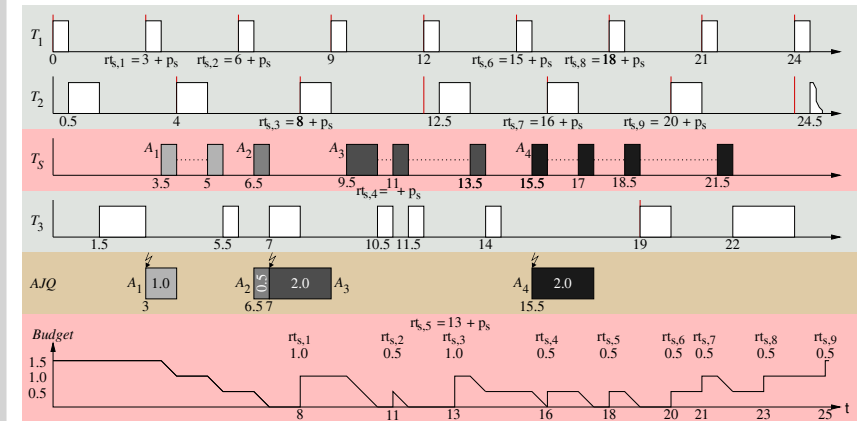 T1
0 rts,1 = 3 + ps rts,2 = 6 + ps 9 12 rts,6 = 15 + ps rts,8 = 18 + ps 21 24
T2
0.5 4 rts,3 = 8 + ps 12.5 rts,7 = 16 + ps rts,9 = 20 + ps 24.5
TS A1 A2 A3 A4
3.5 5 6.5 9.5 11 13.5 15.5 17 18.5 21.5
rts,4 = + ps
T3
1.5 5.5 7 10.5 11.5 14 19 22
AJQ A1 1.0 A2 0.5 2.0 A3 A4 2.0
3 6.5 7 15.5
rts,5 = 13 + ps
Budget rts,1 rts,2 rts,3 rts,4 rts,5 rts,6 rts,7 rts,8 rts,9
1.0 0.5 1.0 0.5 0.5 0.5 0.5 0.5 0.5
1.5
1.0
0.5
8 11 13 16 18 20 21 23 25 t